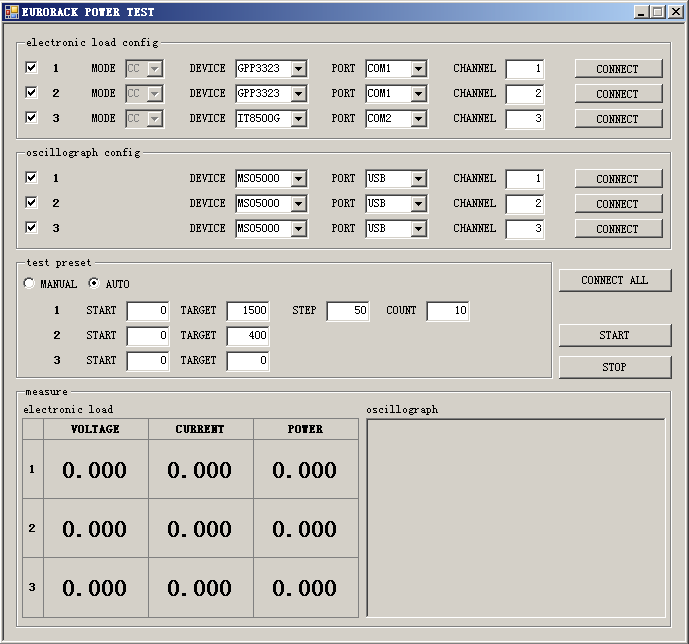 EURORACK POWER TEST
electronic load config
1 MODE CC DEVICE GPP3323 PORT COM1 CHANNEL 1 CONNECT
2 MODE CC DEVICE GPP3323 PORT COM1 CHANNEL 2 CONNECT
3 MODE CC DEVICE IT8500G PORT COM2 CHANNEL 3 CONNECT
oscillograph config
1 DEVICE MSO5000 PORT USB CHANNEL 1 CONNECT
2 DEVICE MSO5000 PORT USB CHANNEL 2 CONNECT
3 DEVICE MSO5000 PORT USB CHANNEL 3 CONNECT
test preset
MANUAL AUTO
CONNECT ALL
1 START 0 TARGET 1500 STEP 50 COUNT 10
2 START 0 TARGET 400
START
3 START 0 TARGET 0
STOP
measure
electronic load
oscillograph
VOLTAGE CURRENT POWER
1 0.000 0.000 0.000
2 0.000 0.000 0.000
3 0.000 0.000 0.000